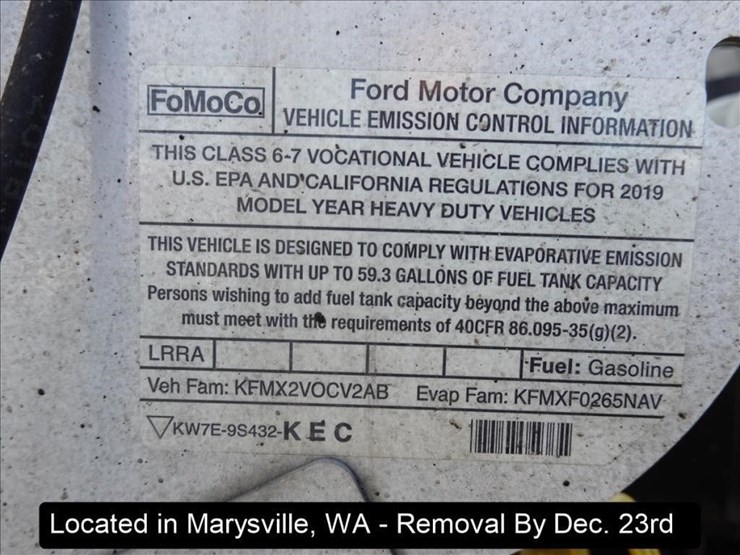 FoMoCo
Ford Motor Company
VEHICLE EMISSION CONTROL INFORMATION
THIS CLASS 6-7 VOCATIONAL VEHICLE COMPLIES WITH
U.S. EPA AND CALIFORNIA REGULATIONS FOR 2019
MODEL YEAR HEAVY DUTY VEHICLES
THIS VEHICLE IS DESIGNED TO COMPLY WITH EVAPORATIVE EMISSION
STANDARDS WITH UP TO 59.3 GALLONS OF FUEL TANK CAPACITY
Persons wishing to add fuel tank capacity beyond the above maximum
must meet with the requirements of 40CFR 86.095-35(g)(2).
LRRA Fuel: Gasoline
Veh Fam: KFMX2VOCV2AB Evap Fam: KFMXF0265NAV
KW7E-9S432-KEC
Located in Marysville, WA - Removal By Dec. 23rd